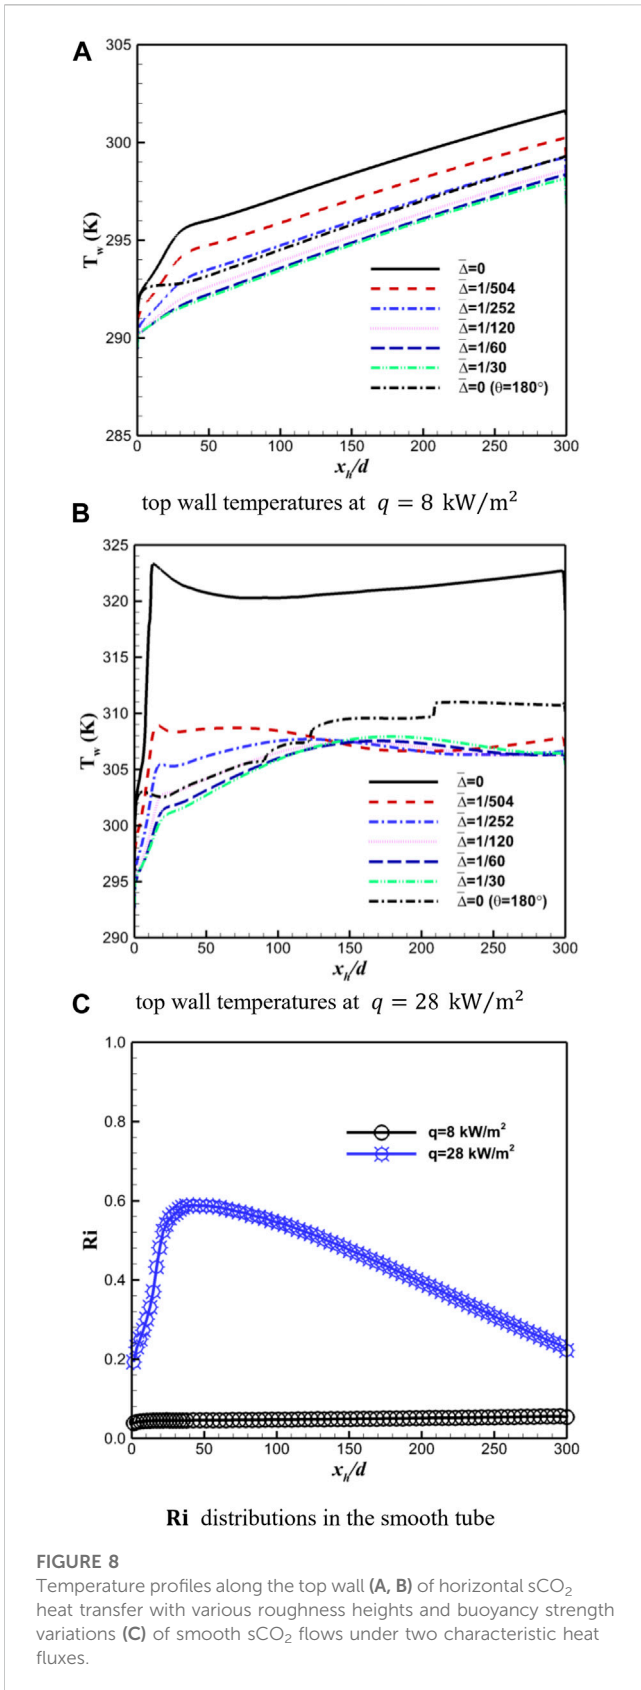 A
305
300
295
290
285
T_w (K)
Δ̅=0
Δ̅=1/504
Δ̅=1/252
Δ̅=1/120
Δ̅=1/60
Δ̅=1/30
Δ̅=0 (θ=180°)
0 50 100 150 200 250 300
x_h/d
top wall temperatures at q = 8 kW/m²
B
325
320
315
310
305
300
295
290
T_w (K)
Δ̅=0
Δ̅=1/504
Δ̅=1/252
Δ̅=1/120
Δ̅=1/60
Δ̅=1/30
Δ̅=0 (θ=180°)
0 50 100 150 200 250 300
x_h/d
C top wall temperatures at q = 28 kW/m²
1.0
0.8
0.6
0.4
0.2
0.0
Ri
q=8 kW/m²
q=28 kW/m²
0 50 100 150 200 250 300
x_h/d
Ri distributions in the smooth tube
FIGURE 8
Temperature profiles along the top wall (A, B) of horizontal sCO₂
heat transfer with various roughness heights and buoyancy strength
variations (C) of smooth sCO₂ flows under two characteristic heat
fluxes.